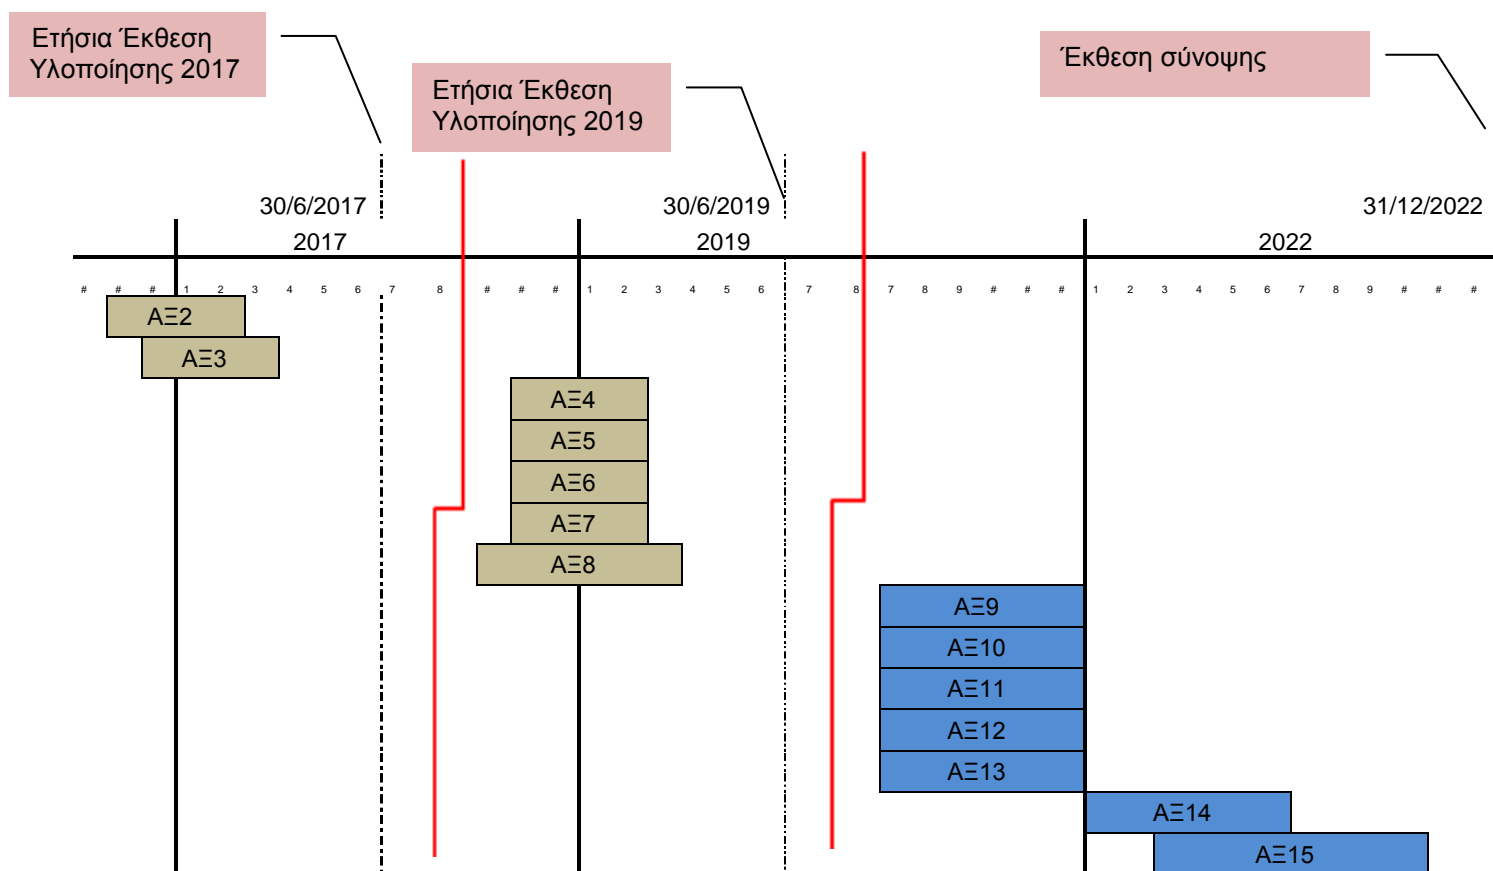 Ετήσια Έκθεση
Υλοποίησης 2017
Ετήσια Έκθεση
Υλοποίησης 2019
Έκθεση σύνοψης
30/6/2017
30/6/2019
31/12/2022
2017
2019
2022
# # # 1 2 3 4 5 6 7 8 # # # 1 2 3 4 5 6 7 8 7 8 9 # # # 1 2 3 4 5 6 7 8 9 # # #
ΑΞ2
ΑΞ3
ΑΞ4
ΑΞ5
ΑΞ6
ΑΞ7
ΑΞ8
ΑΞ9
ΑΞ10
ΑΞ11
ΑΞ12
ΑΞ13
ΑΞ14
ΑΞ15